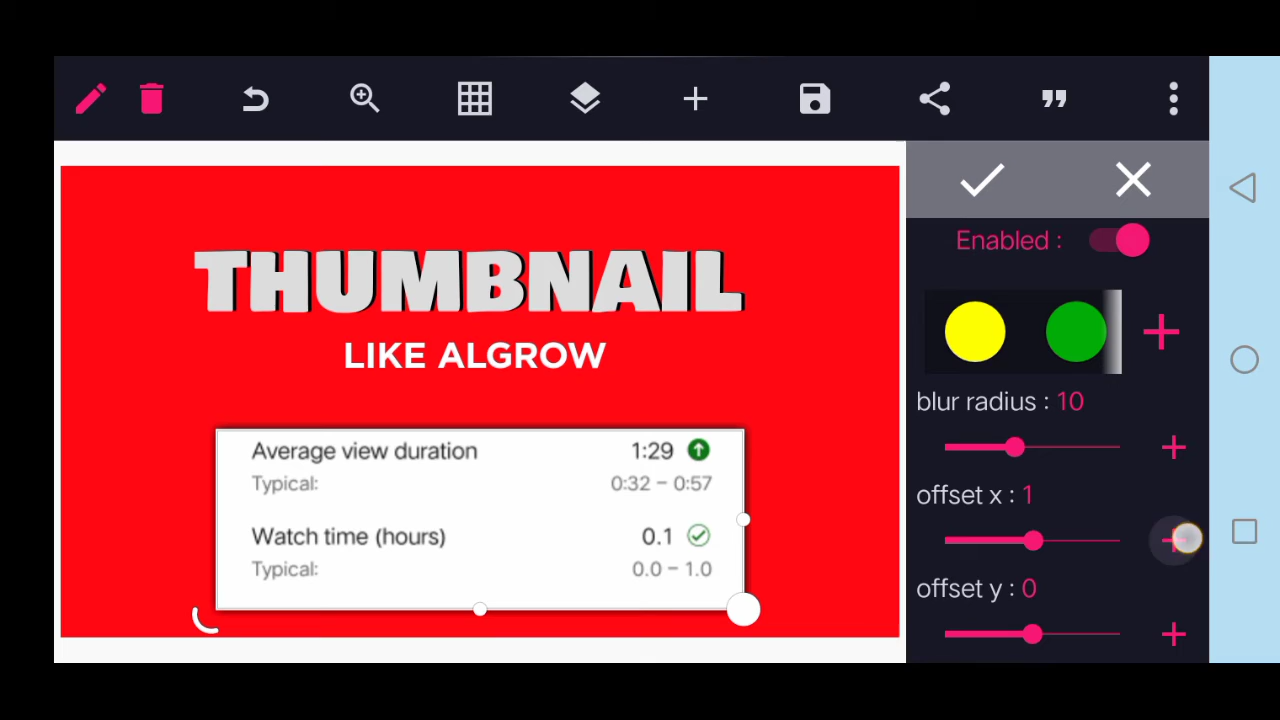 Enabled :
THUMBNAIL
LIKE ALGROW
blur radius : 10
Average view duration 1:29
Typical: 0:32 – 0:57
offset x : 1
Watch time (hours) 0.1
Typical: 0.0 – 1.0
offset y : 0